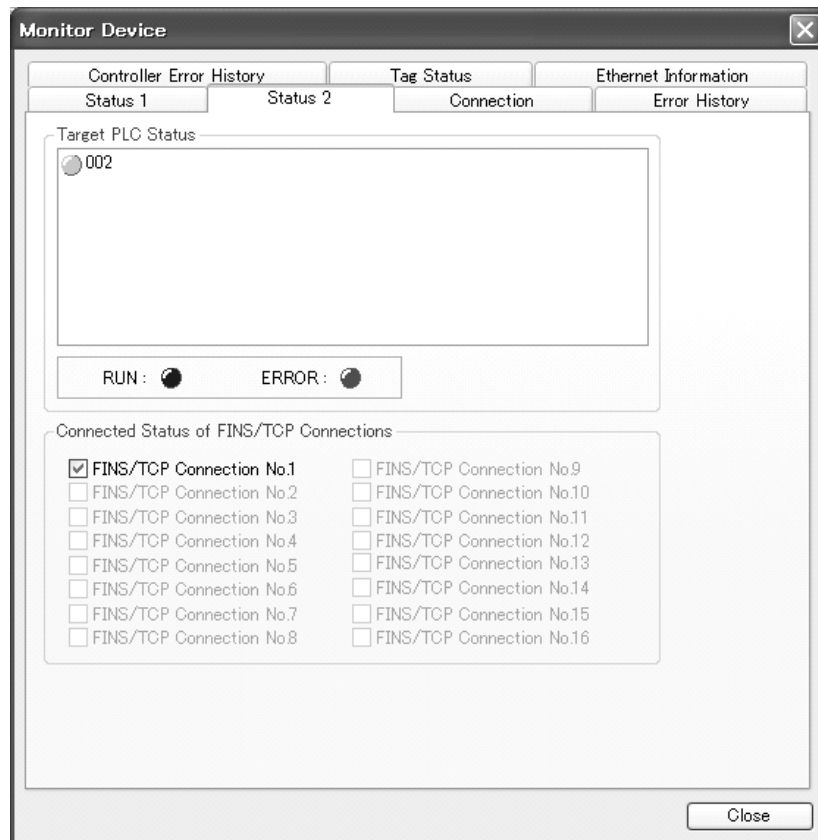 Monitor Device
Controller Error History Tag Status Ethernet Information
Status 1 Status 2 Connection Error History
Target PLC Status
002
RUN : ERROR :
Connected Status of FINS/TCP Connections
FINS/TCP Connection No.1 FINS/TCP Connection No.9
FINS/TCP Connection No.2 FINS/TCP Connection No.10
FINS/TCP Connection No.3 FINS/TCP Connection No.11
FINS/TCP Connection No.4 FINS/TCP Connection No.12
FINS/TCP Connection No.5 FINS/TCP Connection No.13
FINS/TCP Connection No.6 FINS/TCP Connection No.14
FINS/TCP Connection No.7 FINS/TCP Connection No.15
FINS/TCP Connection No.8 FINS/TCP Connection No.16
Close